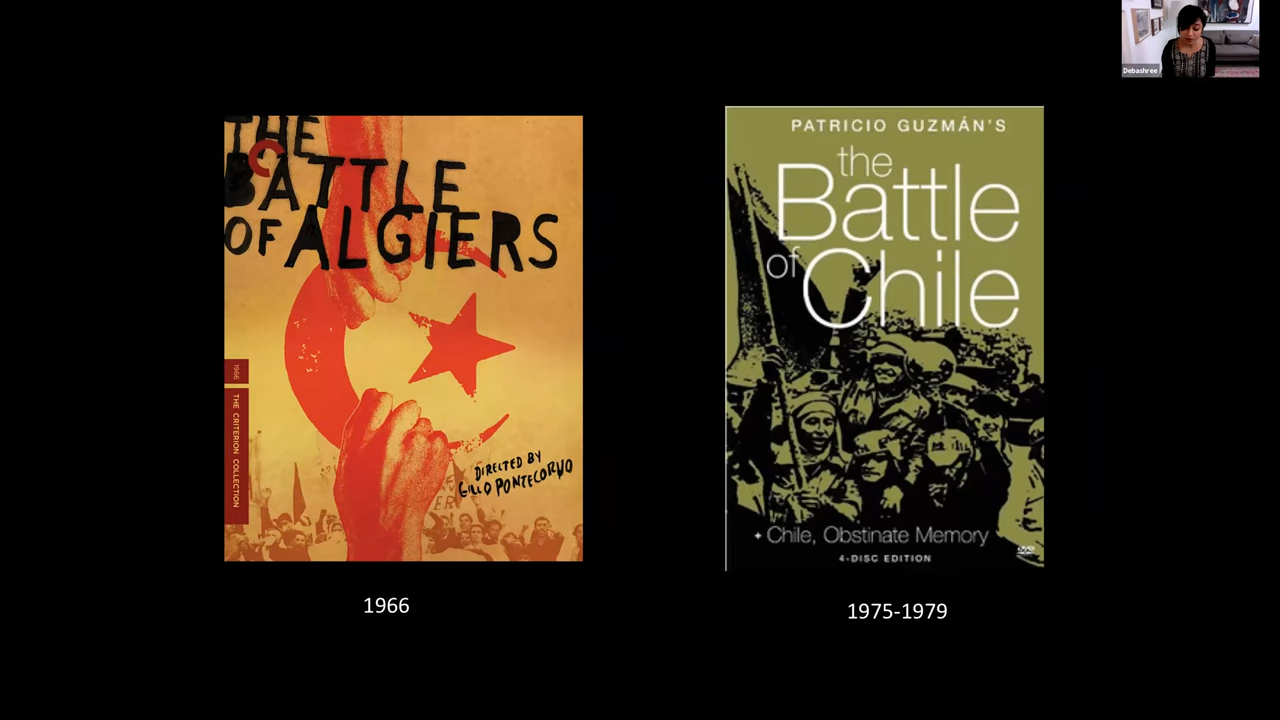 Debashree
THE
BATTLE
OF ALGIERS
1966
THE CRITERION COLLECTION
DIRECTED BY
GILLO PONTECORVO
1966
PATRICIO GUZMÁN'S
the
Battle
of Chile
+ Chile, Obstinate Memory
4-DISC EDITION
DVD
1975-1979